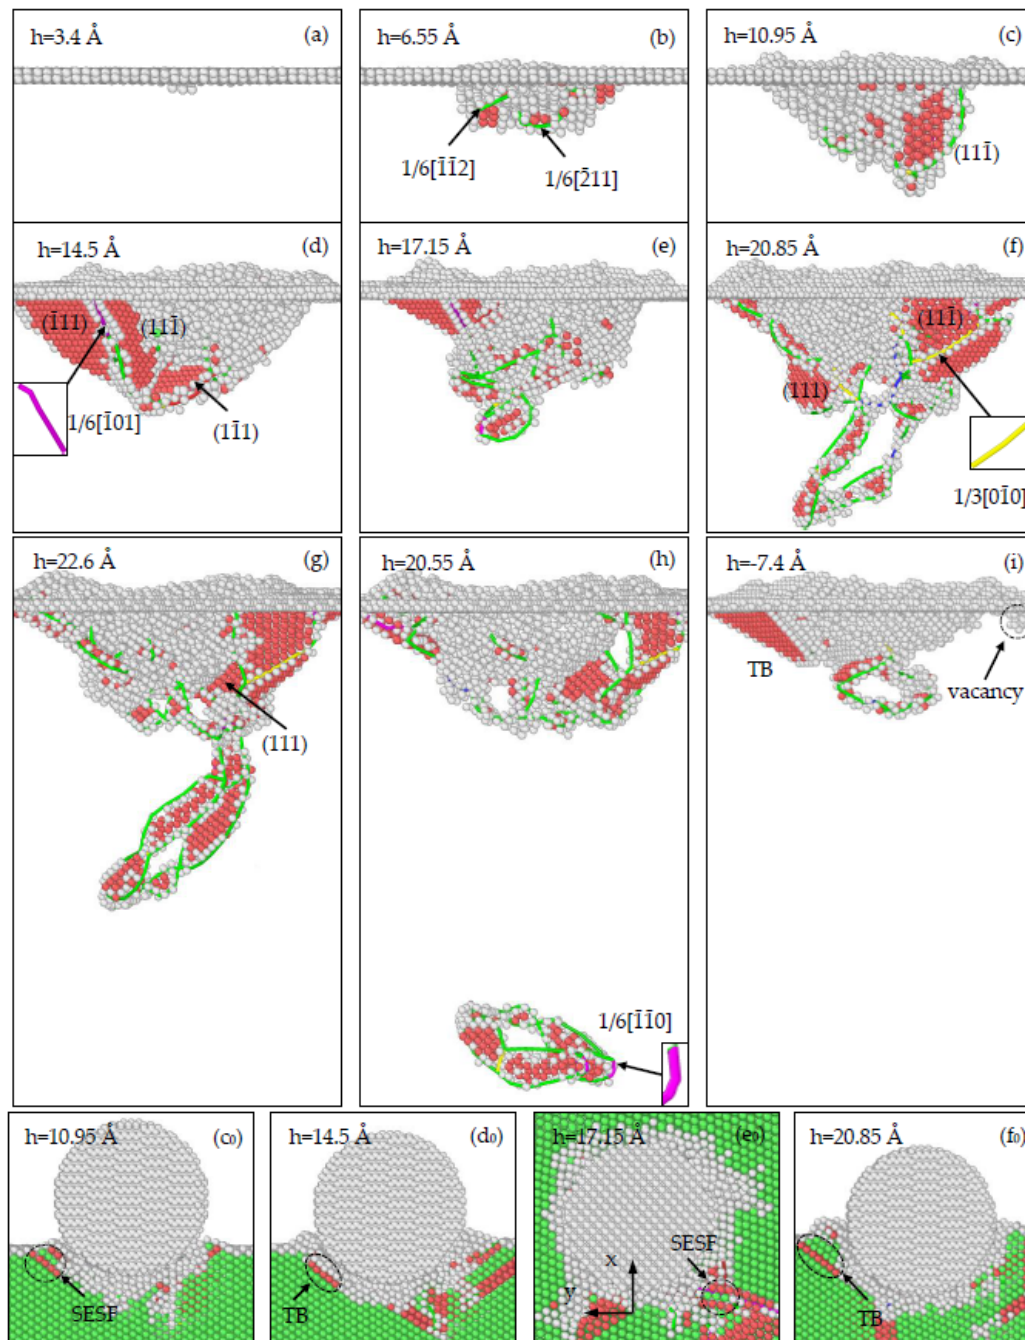 h=3.4 Å (a)
h=6.55 Å (b)
1/6[1̄1̄2]
1/6[2̄11]
h=10.95 Å (c)
(111̄)
h=14.5 Å (d)
(1̄11)
(111̄)
1/6[1̄01]
(11̄1)
h=17.15 Å (e)
h=20.85 Å (f)
(111̄)
(111)
1/3[01̄0]
h=22.6 Å (g)
(111)
h=20.55 Å (h)
1/6[1̄1̄0]
h=-7.4 Å (i)
TB
vacancy
h=10.95 Å (c₀)
SESF
h=14.5 Å (d₀)
TB
h=17.15 Å (e₀)
SESF
x
y
h=20.85 Å (f₀)
TB